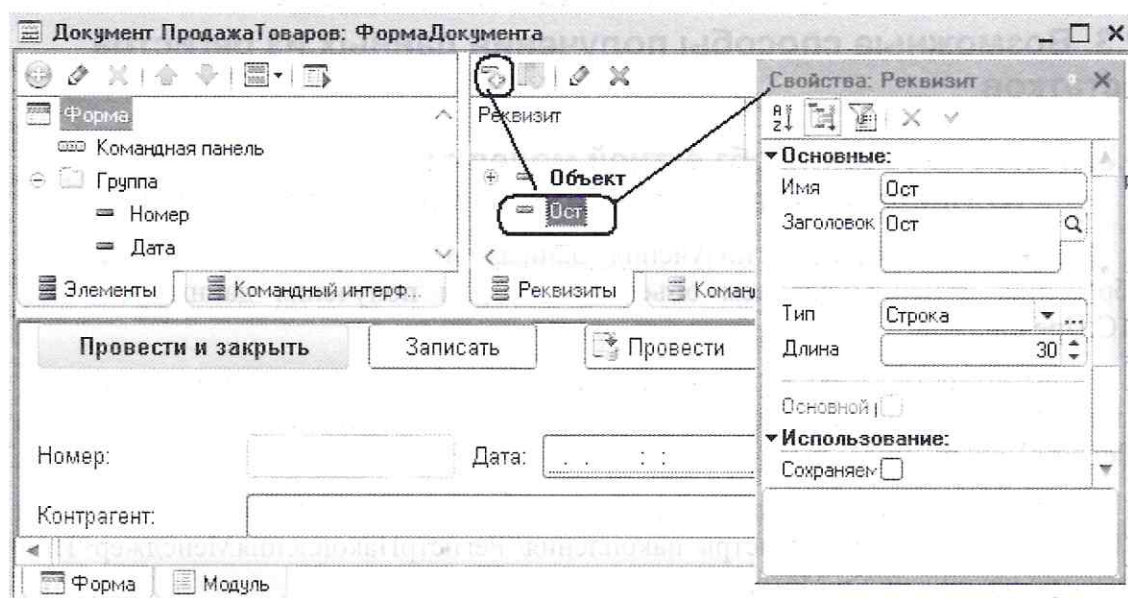 Документ ПродажаТоваров: ФормаДокумента
Форма
Командная панель
Группа
Номер
Дата
Элементы
Командный интерф...
Реквизит
Объект
Ост
Реквизиты
Коман
Свойства: Реквизит
Основные:
Имя
Ост
Заголовок
Ост
Тип
Строка
Длина
30
Основной р
Использование:
Сохраняем
Провести и закрыть
Записать
Провести
Номер:
Дата:
. . : :
Контрагент:
Форма
Модуль